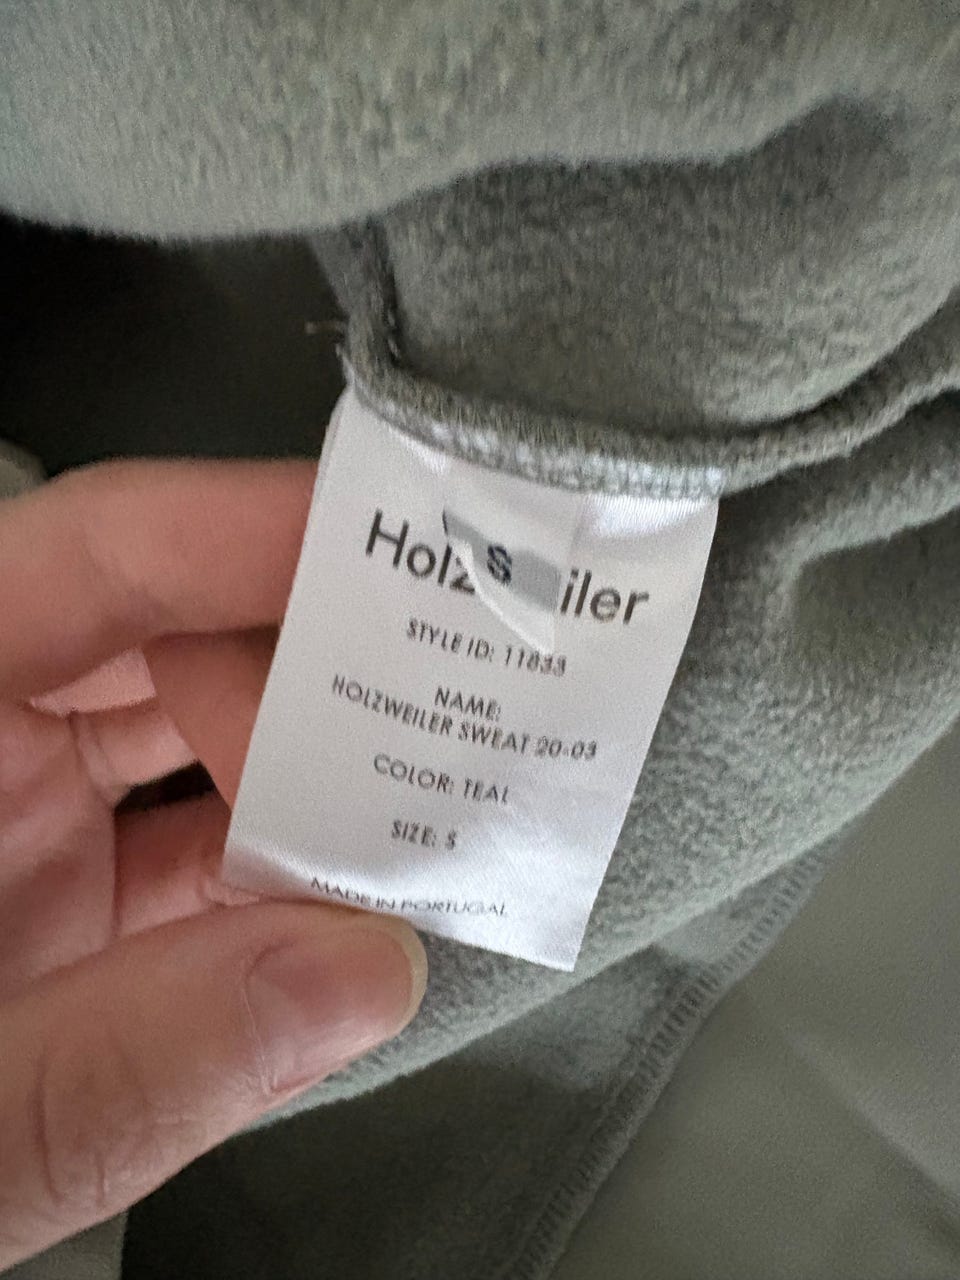 Holz iler
S
STYLE ID: 11833
NAME:
HOLZWEILER SWEAT 20-03
COLOR: TEAL
SIZE: S
MADE IN PORTUGAL